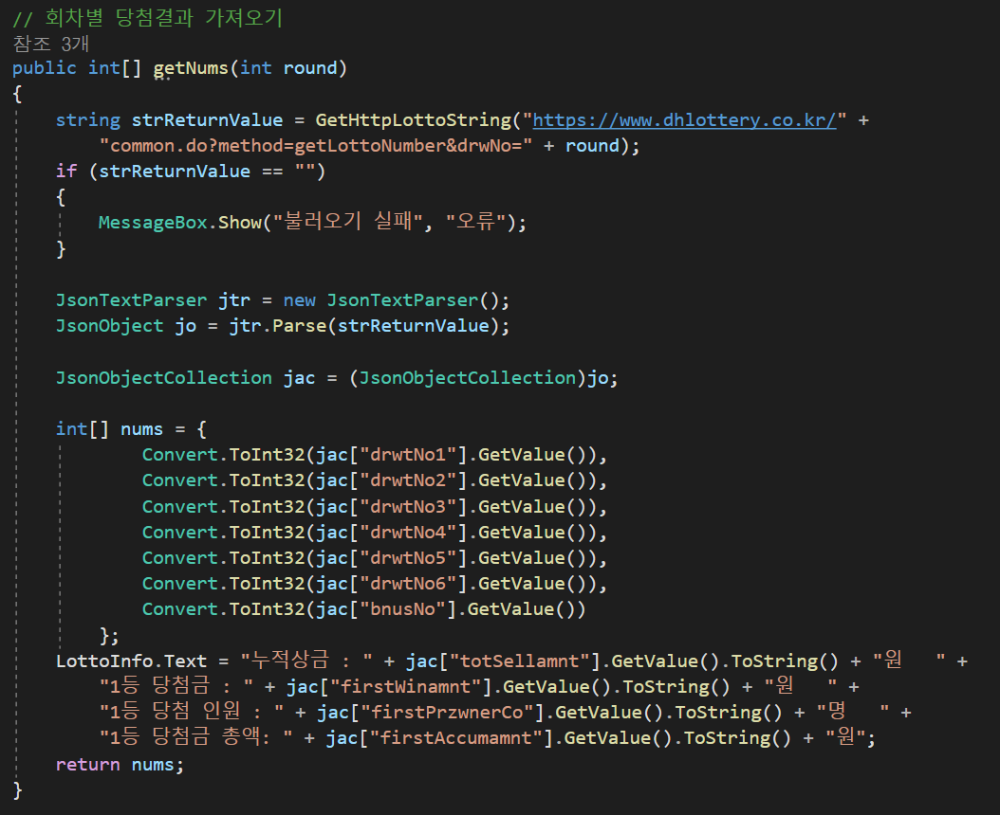 // 회차별 당첨결과 가져오기
참조 3개
public int[] getNums(int round)
{
string strReturnValue = GetHttpLottoString("https://www.dhlottery.co.kr/" +
"common.do?method=getLottoNumber&drwNo=" + round);
if (strReturnValue == "")
{
MessageBox.Show("불러오기 실패", "오류");
}
JsonTextParser jtr = new JsonTextParser();
JsonObject jo = jtr.Parse(strReturnValue);
JsonObjectCollection jac = (JsonObjectCollection)jo;
int[] nums = {
Convert.ToInt32(jac["drwtNo1"].GetValue()),
Convert.ToInt32(jac["drwtNo2"].GetValue()),
Convert.ToInt32(jac["drwtNo3"].GetValue()),
Convert.ToInt32(jac["drwtNo4"].GetValue()),
Convert.ToInt32(jac["drwtNo5"].GetValue()),
Convert.ToInt32(jac["drwtNo6"].GetValue()),
Convert.ToInt32(jac["bnusNo"].GetValue())
};
LottoInfo.Text = "누적상금 : " + jac["totSellamnt"].GetValue().ToString() + "원   " +
"1등 당첨금 : " + jac["firstWinamnt"].GetValue().ToString() + "원   " +
"1등 당첨 인원 : " + jac["firstPrzwnerCo"].GetValue().ToString() + "명   " +
"1등 당첨금 총액: " + jac["firstAccumamnt"].GetValue().ToString() + "원";
return nums;
}